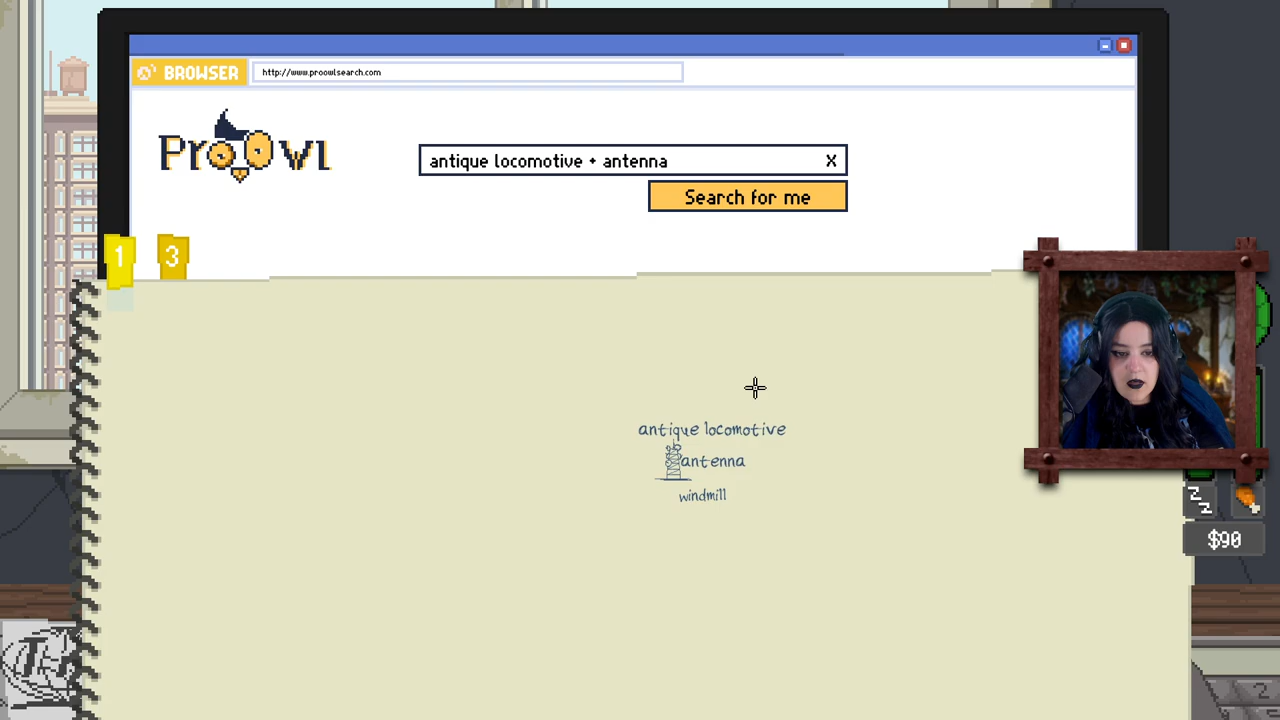 BROWSER
http://www.proowlsearch.com
PrOOwl
antique locomotive + antenna X
Search for me
1 3
antique locomotive
antenna
windmill
$90